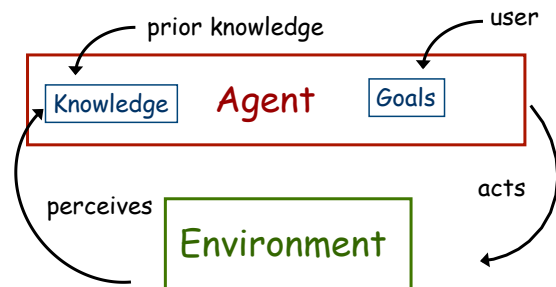 prior knowledge
user
Knowledge
Agent
Goals
perceives
acts
Environment